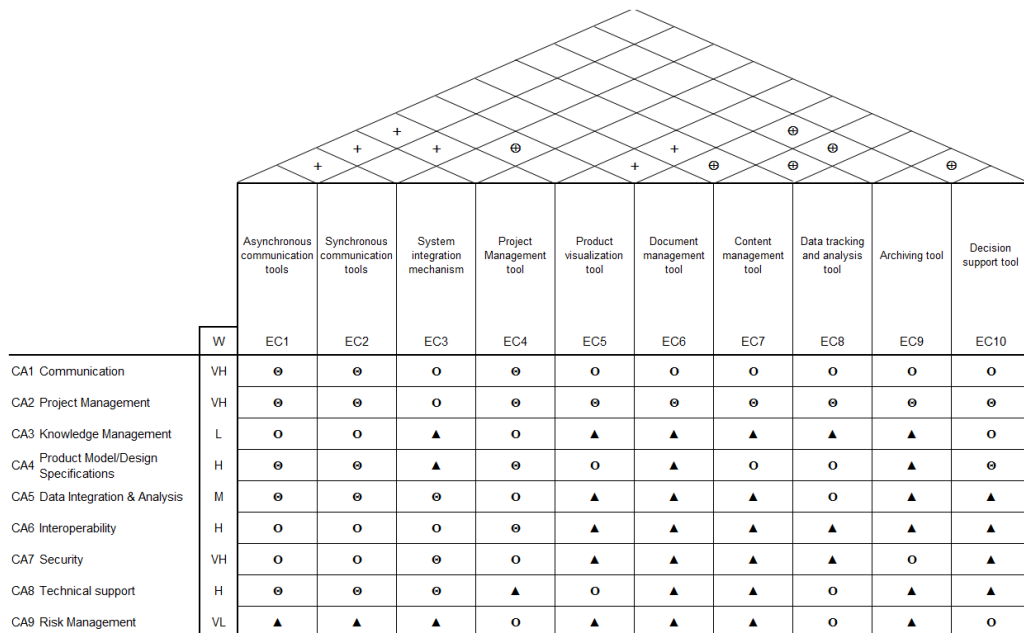 +
+ + ⊕ + ⊕
+ + ⊕ ⊕ ⊕
Asynchronous communication tools
Synchronous communication tools
System integration mechanism
Project Management tool
Product visualization tool
Document management tool
Content management tool
Data tracking and analysis tool
Archiving tool
Decision support tool
W EC1 EC2 EC3 EC4 EC5 EC6 EC7 EC8 EC9 EC10
CA1 Communication VH Θ Θ O Θ O O O O O O
CA2 Project Management VH Θ Θ O Θ Θ Θ Θ Θ Θ Θ
CA3 Knowledge Management L O O ▲ O ▲ ▲ ▲ ▲ ▲ O
CA4 Product Model/Design Specifications H Θ Θ ▲ Θ O ▲ O O ▲ Θ
CA5 Data Integration & Analysis M Θ Θ Θ O ▲ ▲ ▲ O ▲ ▲
CA6 Interoperability H O O O Θ ▲ ▲ ▲ ▲ ▲ ▲
CA7 Security VH O O Θ O ▲ ▲ ▲ ▲ O ▲
CA8 Technical support H Θ Θ Θ ▲ O ▲ ▲ O ▲ ▲
CA9 Risk Management VL ▲ ▲ ▲ O ▲ ▲ ▲ O ▲ O